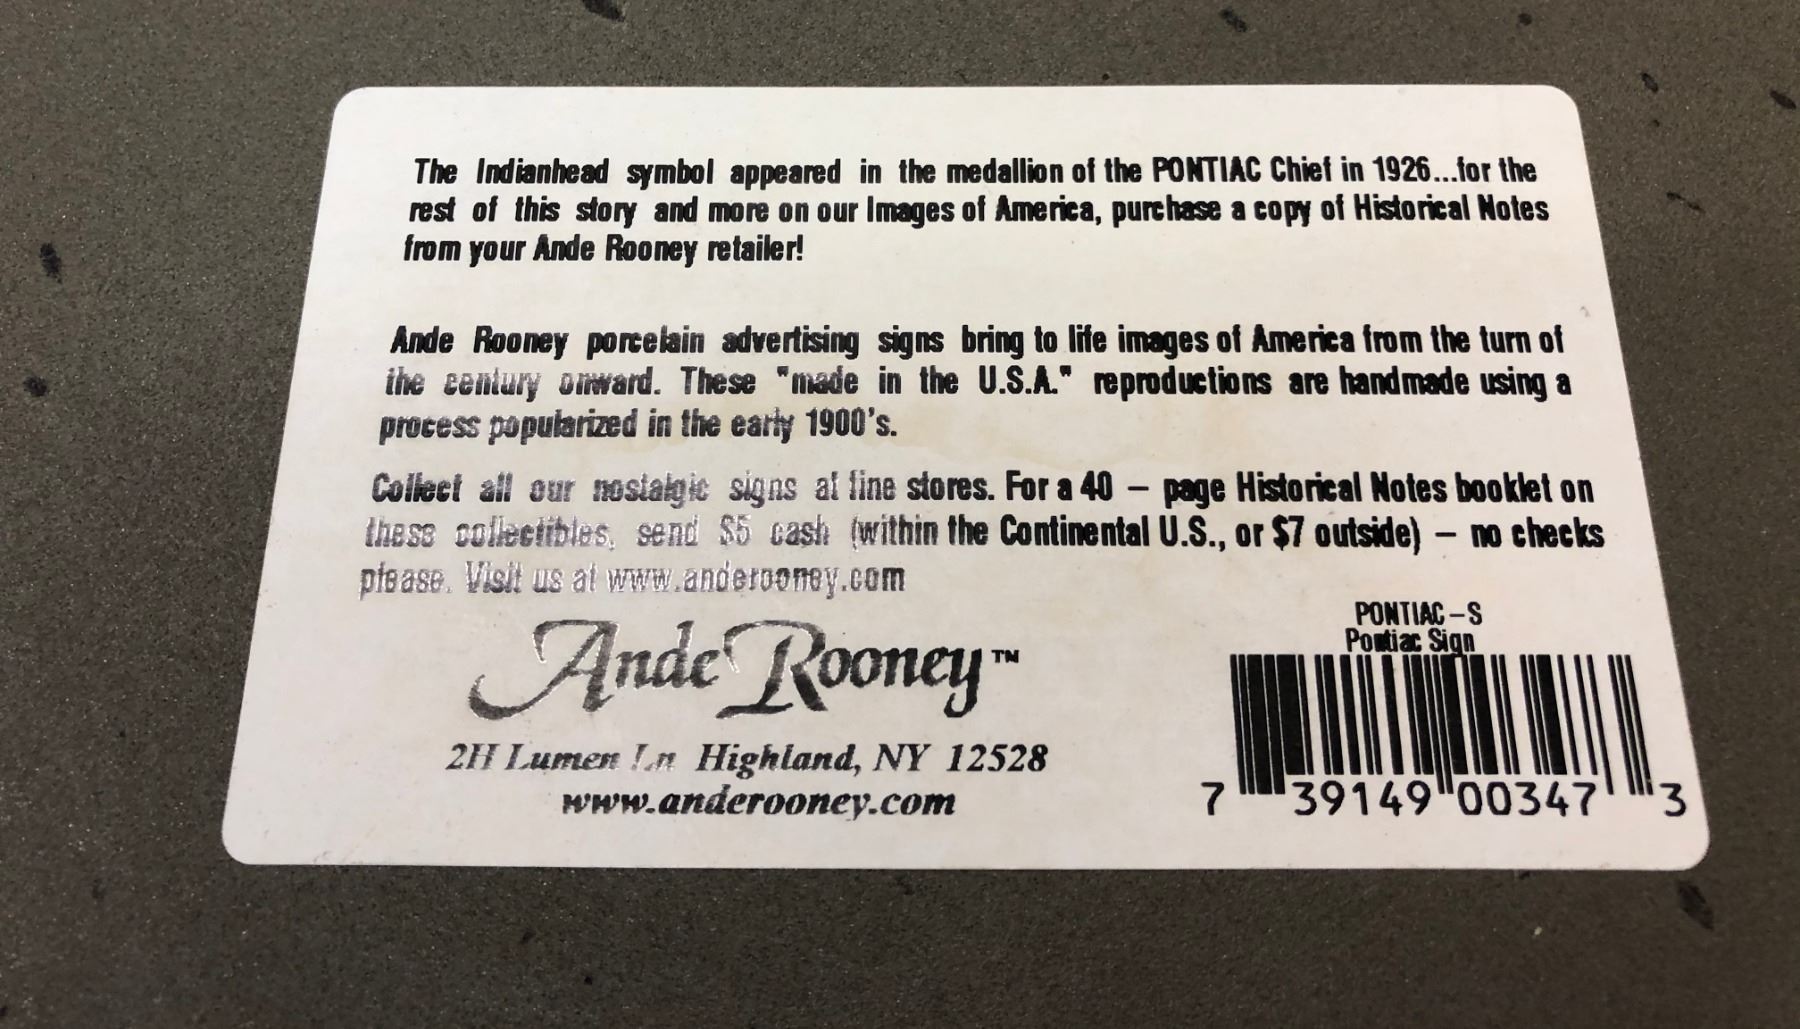 The Indianhead symbol appeared in the medallion of the PONTIAC Chief in 1926...for the
rest of this story and more on our Images of America, purchase a copy of Historical Notes
from your Ande Rooney retailer!
Ande Rooney porcelain advertising signs bring to life images of America from the turn of
the century onward. These "made in the U.S.A." reproductions are handmade using a
process popularized in the early 1900's.
Collect all our nostalgic signs at fine stores. For a 40 – page Historical Notes booklet on
these collectibles, send $5 cash (within the Continental U.S., or $7 outside) – no checks
please. Visit us at www.anderooney.com
Ande Rooney™
2H Lumen Ln Highland, NY 12528
www.anderooney.com
PONTIAC–S
Pontiac Sign
7 39149 00347 3